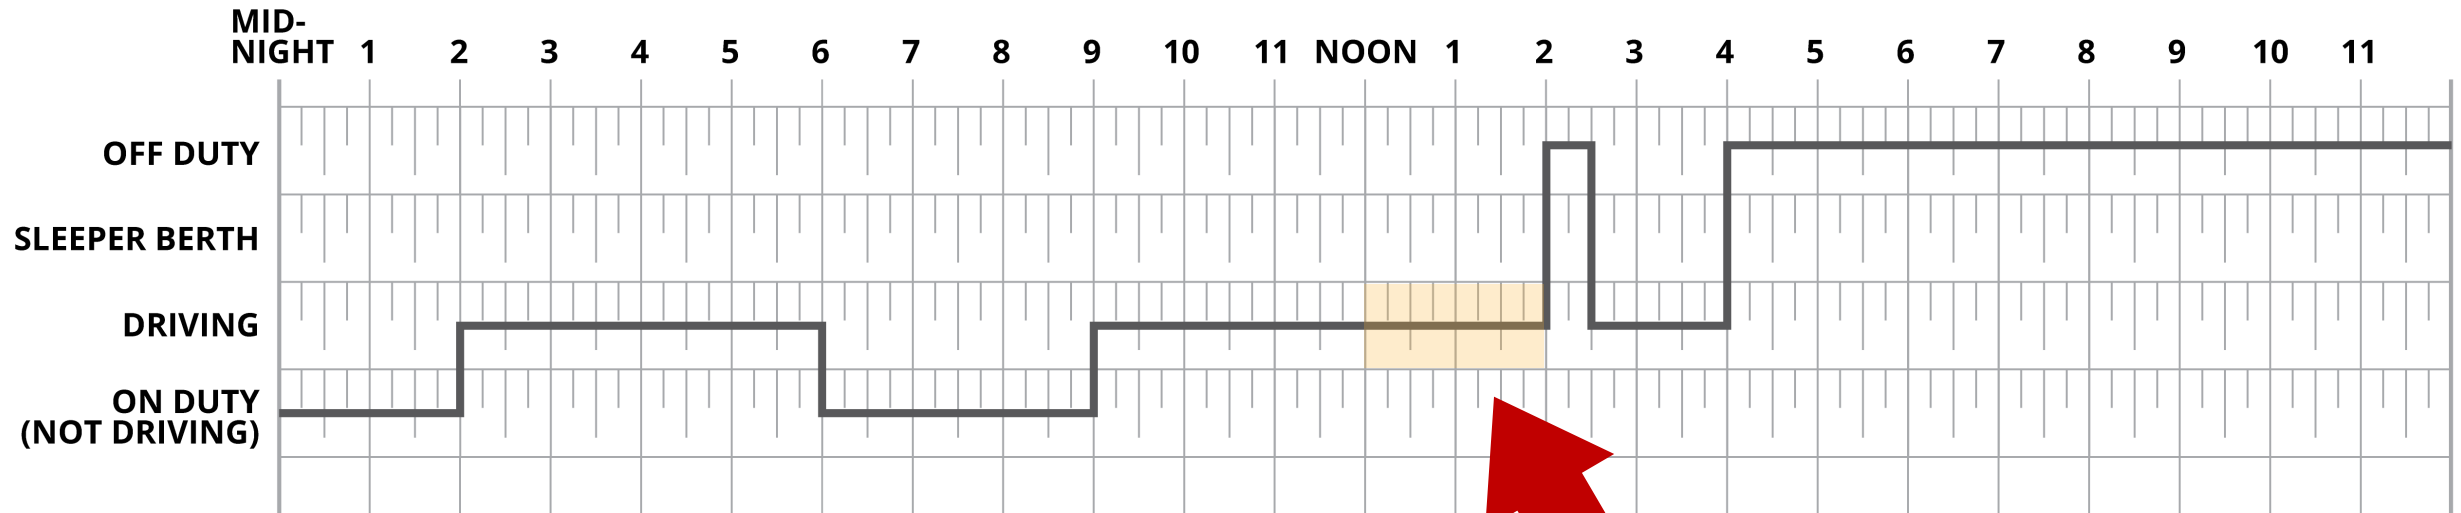 MID-
NIGHT 1 2 3 4 5 6 7 8 9 10 11 NOON 1 2 3 4 5 6 7 8 9 10 11
OFF DUTY
SLEEPER BERTH
DRIVING
ON DUTY
(NOT DRIVING)